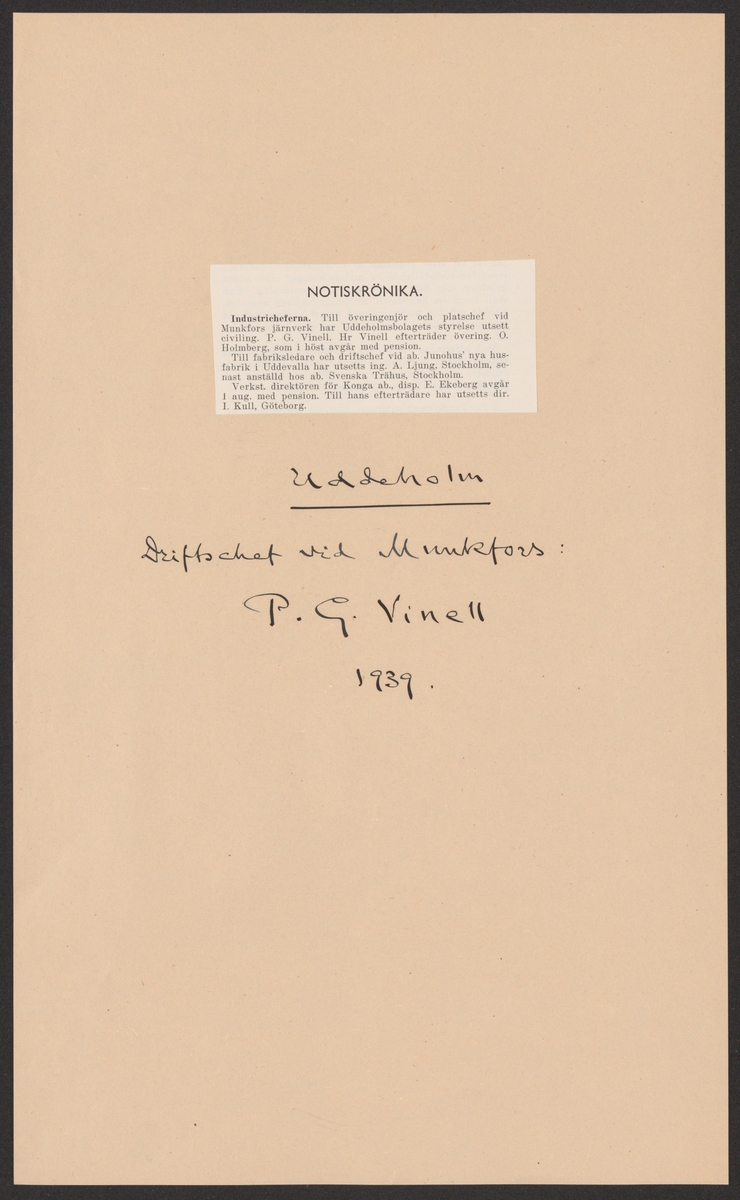 NOTISKRÖNIKA.
Industricheferna. Till överingenjör och platschef vid
Munkfors järnverk har Uddeholmsbolagets styrelse utsett
civiling. P. G. Vinell. Hr Vinell efterträder övering. O.
Holmberg, som i höst avgår med pension.
Till fabriksledare och driftschef vid ab. Junohus' nya hus-
fabrik i Uddevalla har utsetts ing. A. Ljung, Stockholm, se-
nast anställd hos ab. Svenska Trähus, Stockholm.
Verkst. direktören för Konga ab., disp. E. Ekeberg avgår
1 aug. med pension. Till hans efterträdare har utsetts dir.
I. Kull, Göteborg.
Uddeholm
Driftschef vid Munkfors:
P. G. Vinell
1939.